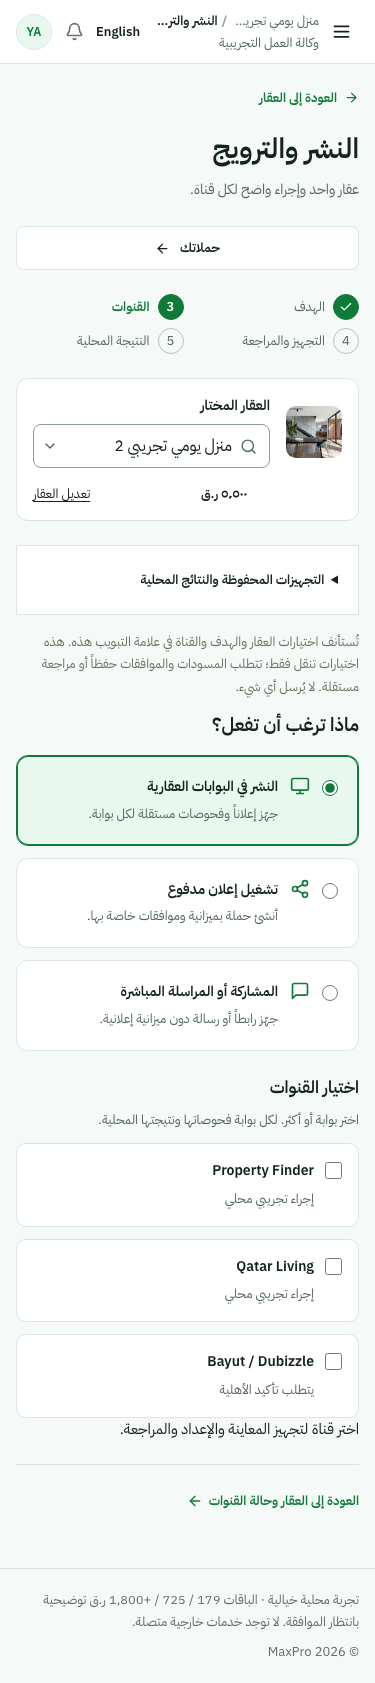 منزل يومي تجريبـ... / النشر والتر...
وكالة العمل التجريبية
English
YA
العودة إلى العقار
النشر والترويج
عقار واحد وإجراء واضح لكل قناة.
حملاتك
الهدف
3 القنوات
4 التجهيز والمراجعة
5 النتيجة المحلية
العقار المختار
منزل يومي تجريبي 2
٥,٥٠٠ ر.ق
تعديل العقار
التجهيزات المحفوظة والنتائج المحلية
تُستأنف اختيارات العقار والهدف والقناة في علامة التبويب هذه. هذه
اختيارات تنقل فقط؛ تتطلب المسودات والموافقات حفظاً أو مراجعة
مستقلة. لا يُرسل أي شيء.
ماذا ترغب أن تفعل؟
النشر في البوابات العقارية
جهّز إعلاناً وفحوصات مستقلة لكل بوابة.
تشغيل إعلان مدفوع
أنشئ حملة بميزانية وموافقات خاصة بها.
المشاركة أو المراسلة المباشرة
جهّز رابطاً أو رسالة دون ميزانية إعلانية.
اختيار القنوات
اختر بوابة أو أكثر. لكل بوابة فحوصاتها ونتيجتها المحلية.
Property Finder
إجراء تجريبي محلي
Qatar Living
إجراء تجريبي محلي
Bayut / Dubizzle
يتطلب تأكيد الأهلية
اختر قناة لتجهيز المعاينة والإعداد والمراجعة.
العودة إلى العقار وحالة القنوات
تجربة محلية خيالية · الباقات 179 / 725 / +1,800 ر.ق توضيحية
بانتظار الموافقة. لا توجد خدمات خارجية متصلة.
© 2026 MaxPro